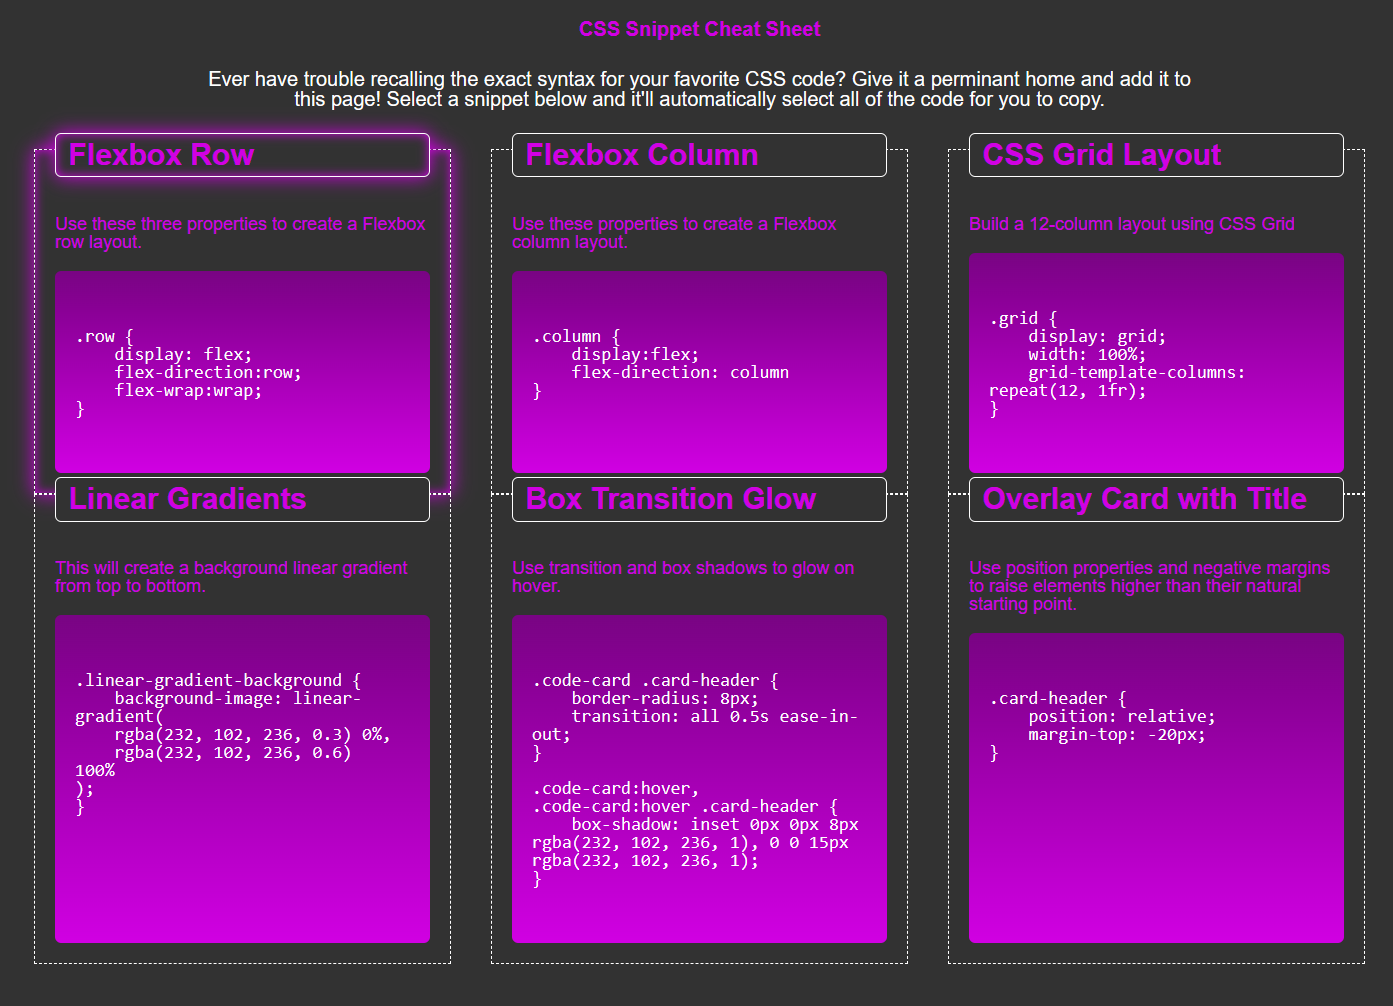 CSS Snippet Cheat Sheet
Ever have trouble recalling the exact syntax for your favorite CSS code? Give it a perminant home and add it to
this page! Select a snippet below and it'll automatically select all of the code for you to copy.
Flexbox Row
Use these three properties to create a Flexbox
row layout.
.row {
    display: flex;
    flex-direction:row;
    flex-wrap:wrap;
}
Flexbox Column
Use these properties to create a Flexbox
column layout.
.column {
    display:flex;
    flex-direction: column
}
CSS Grid Layout
Build a 12-column layout using CSS Grid
.grid {
    display: grid;
    width: 100%;
    grid-template-columns:
repeat(12, 1fr);
}
Linear Gradients
This will create a background linear gradient
from top to bottom.
.linear-gradient-background {
    background-image: linear-
gradient(
    rgba(232, 102, 236, 0.3) 0%,
    rgba(232, 102, 236, 0.6)
100%
);
}
Box Transition Glow
Use transition and box shadows to glow on
hover.
.code-card .card-header {
    border-radius: 8px;
    transition: all 0.5s ease-in-
out;
}
.code-card:hover,
.code-card:hover .card-header {
    box-shadow: inset 0px 0px 8px
rgba(232, 102, 236, 1), 0 0 15px
rgba(232, 102, 236, 1);
}
Overlay Card with Title
Use position properties and negative margins
to raise elements higher than their natural
starting point.
.card-header {
    position: relative;
    margin-top: -20px;
}